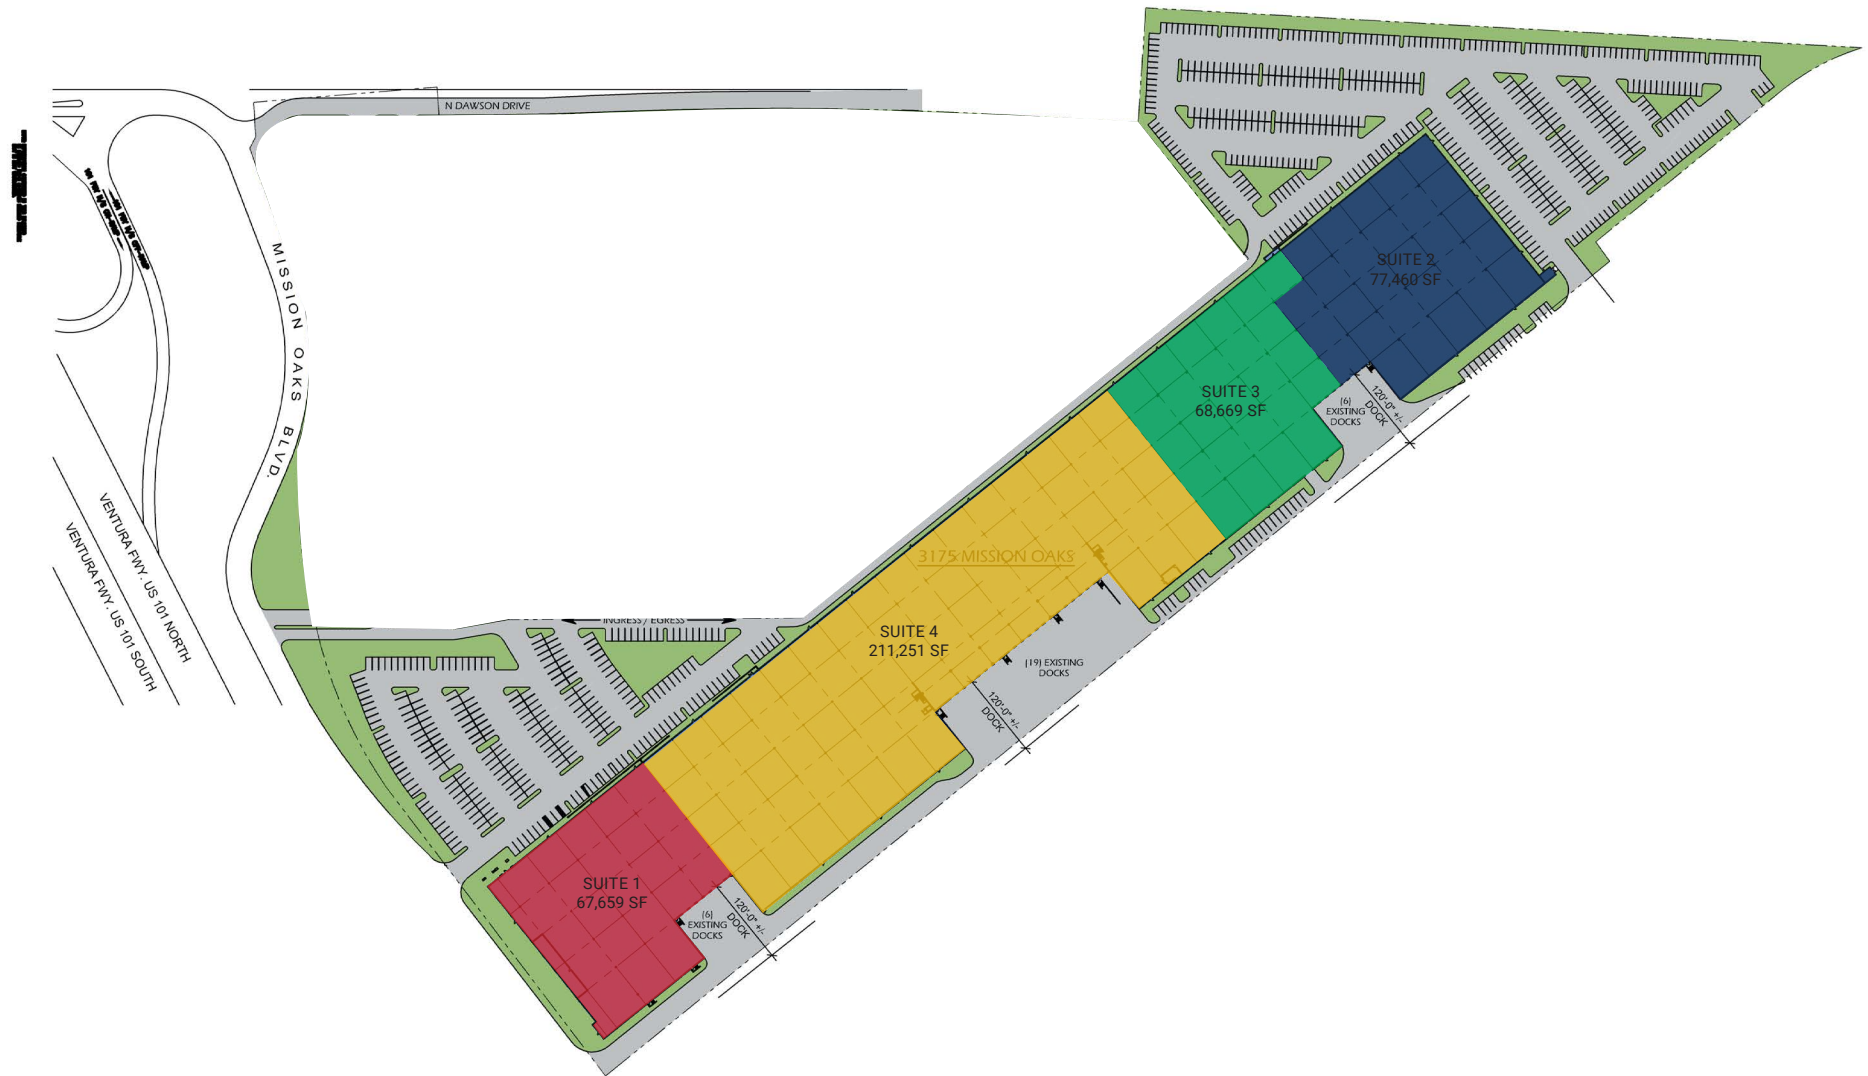 N DAWSON DRIVE
MISSION OAKS BLVD.
VENTURA FWY. US 101 NORTH
VENTURA FWY. US 101 SOUTH
INGRESS / EGRESS
SUITE 2
77,460 SF
SUITE 3
68,669 SF
(6)
EXISTING
DOCKS
120'-0" +/-
DOCK
3175 MISSION OAKS
SUITE 4
211,251 SF
(19) EXISTING
DOCKS
120'-0" +/-
DOCK
SUITE 1
67,659 SF
(6)
EXISTING
DOCKS
120'-0" +/-
DOCK